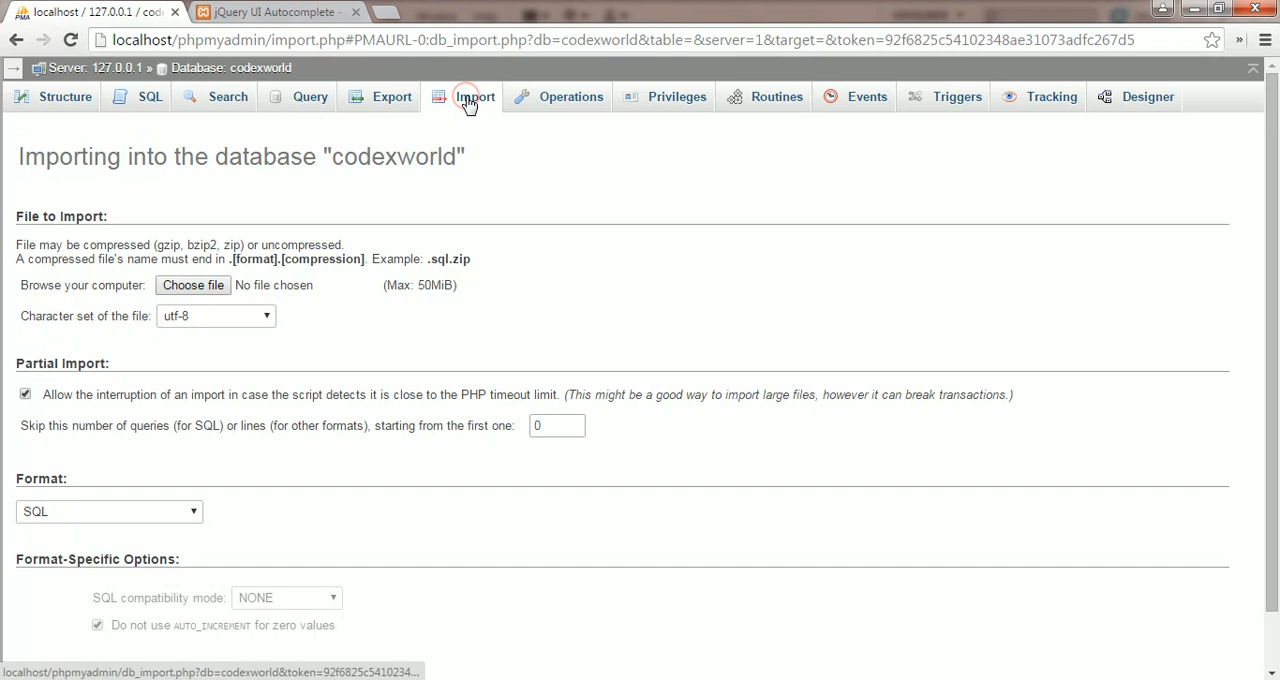 localhost / 127.0.0.1 / cod
jQuery UI Autocomplete -
localhost/phpmyadmin/import.php#PMAURL-0:db_import.php?db=codexworld&table=&server=1&target=&token=92f6825c54102348ae31073adfc267d5
Server: 127.0.0.1 » Database: codexworld
Structure SQL Search Query Export Import Operations Privileges Routines Events Triggers Tracking Designer
Importing into the database "codexworld"
File to Import:
File may be compressed (gzip, bzip2, zip) or uncompressed.
A compressed file's name must end in .[format].[compression]. Example: .sql.zip
Browse your computer: Choose file No file chosen (Max: 50MiB)
Character set of the file: utf-8
Partial Import:
Allow the interruption of an import in case the script detects it is close to the PHP timeout limit. (This might be a good way to import large files, however it can break transactions.)
Skip this number of queries (for SQL) or lines (for other formats), starting from the first one: 0
Format:
SQL
Format-Specific Options:
SQL compatibility mode: NONE
Do not use AUTO_INCREMENT for zero values
localhost/phpmyadmin/db_import.php?db=codexworld&token=92f6825c5410234...